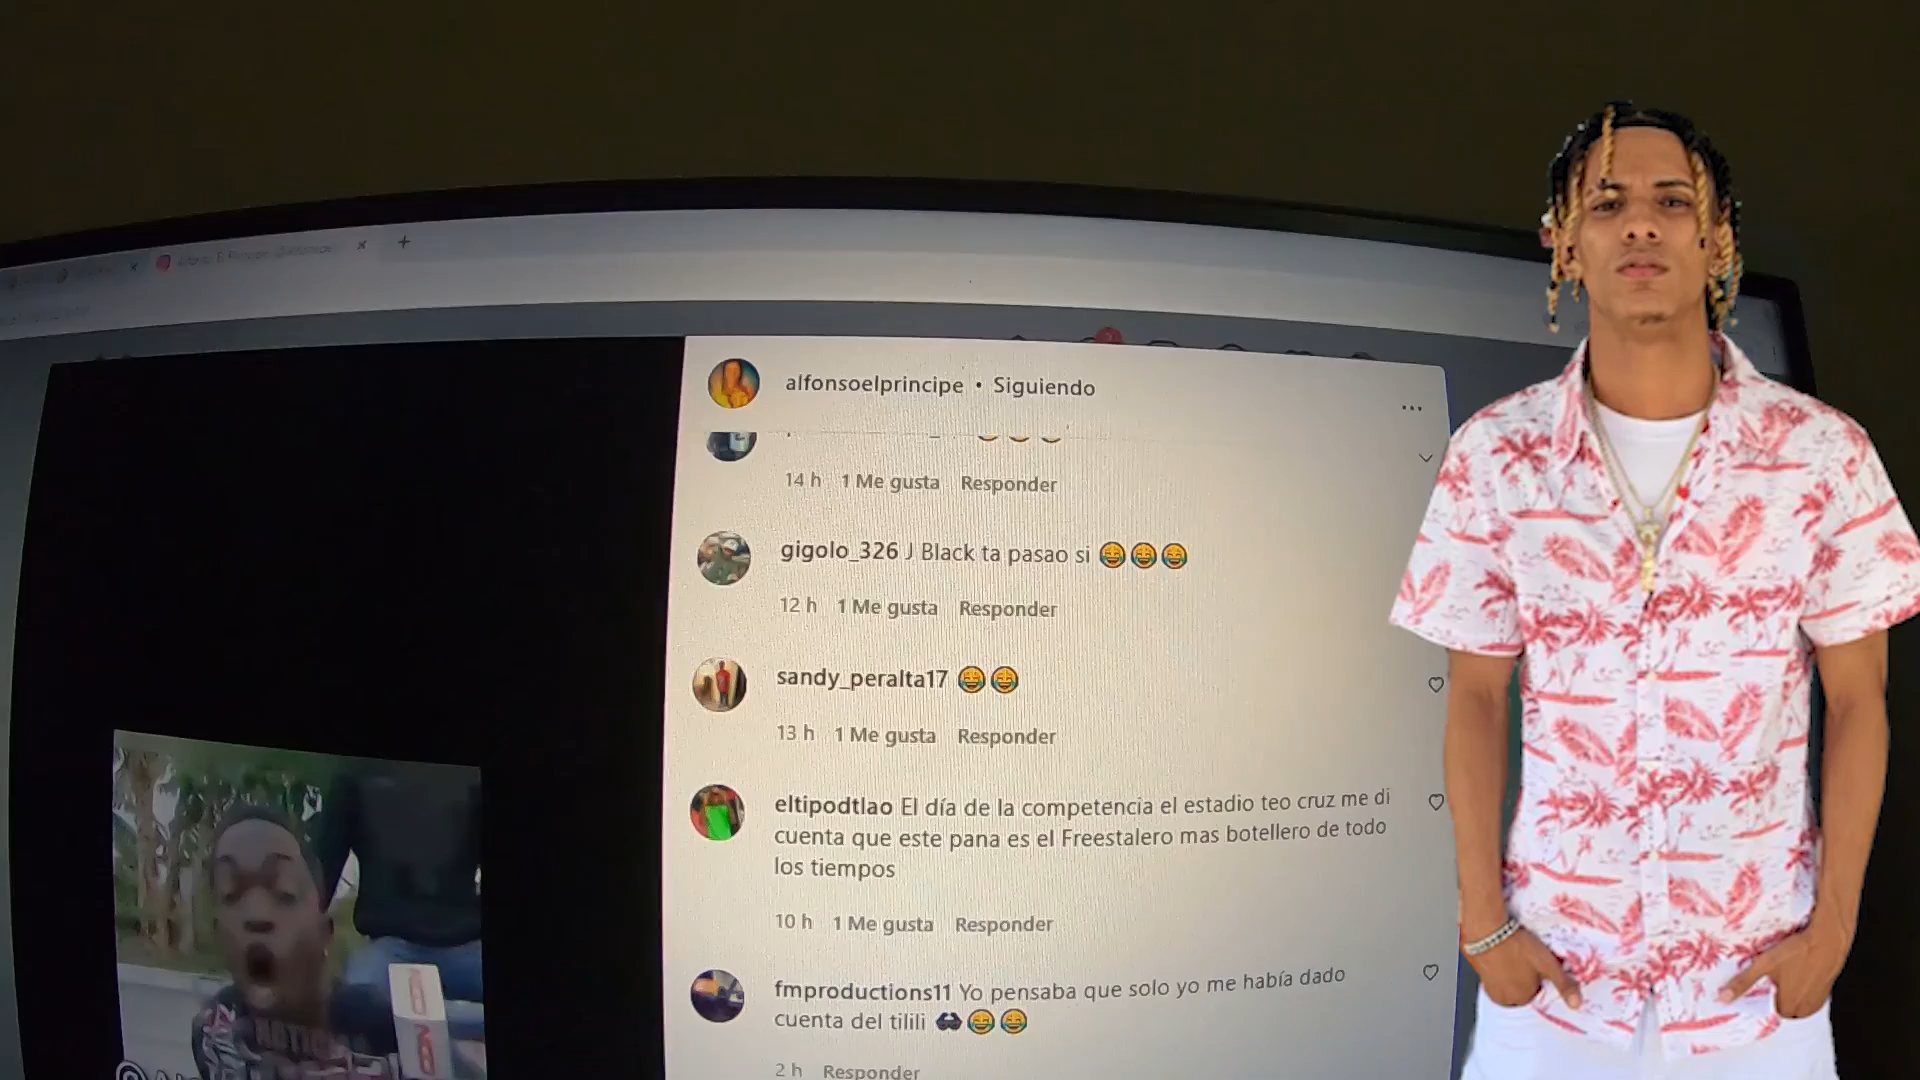 alfonsoelprincipe • Siguiendo
14 h 1 Me gusta Responder
gigolo_326 J Black ta pasao si 😂😂😂
12 h 1 Me gusta Responder
sandy_peralta17 😂😂
13 h 1 Me gusta Responder
eltipodtlao El día de la competencia el estadio teo cruz me di
cuenta que este pana es el Freestalero mas botellero de todo
los tiempos
10 h 1 Me gusta Responder
fmproductions11 Yo pensaba que solo yo me había dado
cuenta del tilili 🕶😂😂
2 h Responder